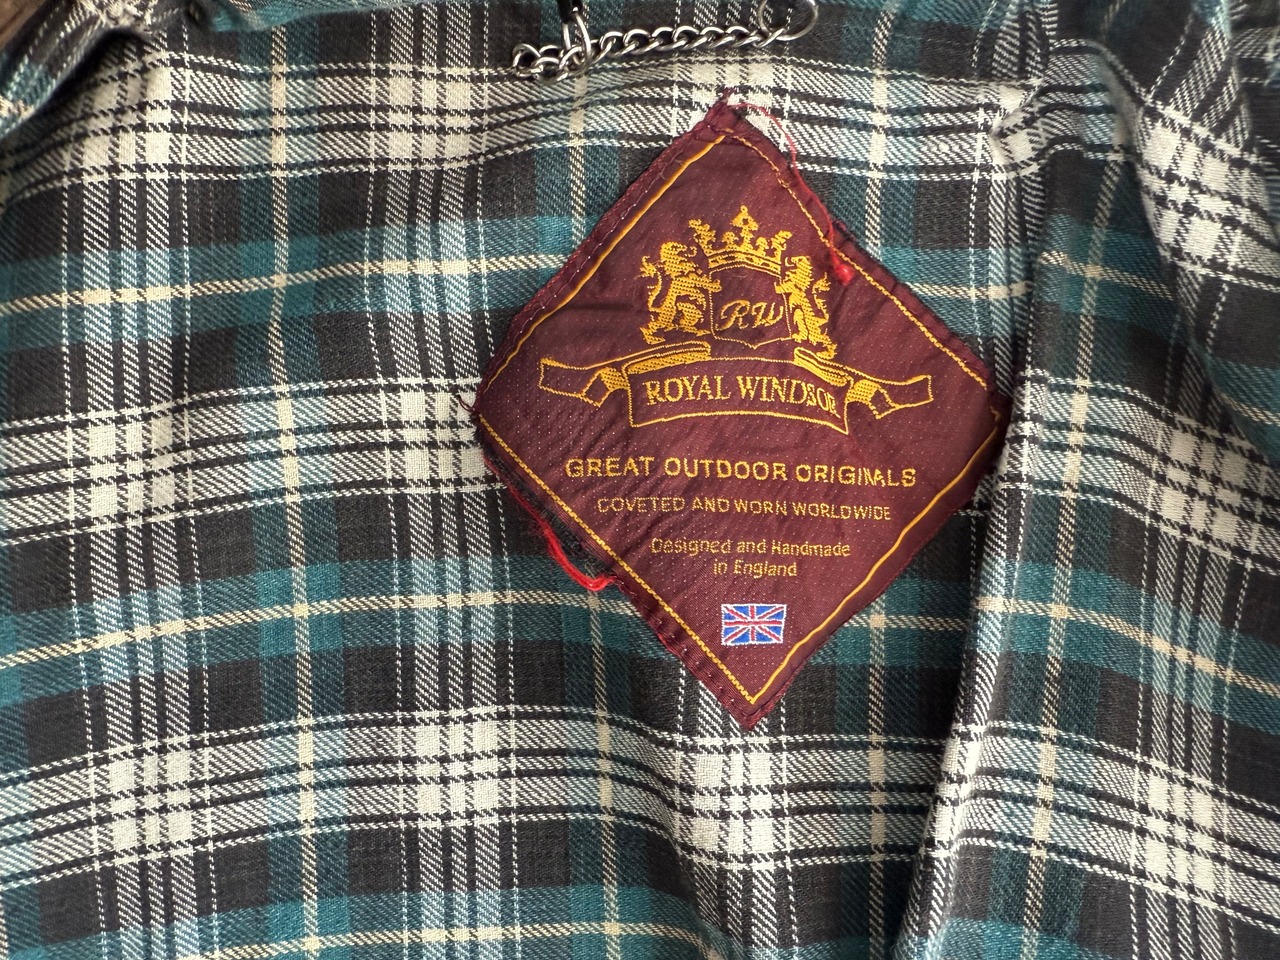 RW
ROYAL WINDSOR
GREAT OUTDOOR ORIGINALS
COVETED AND WORN WORLDWIDE
Designed and Handmade
in England